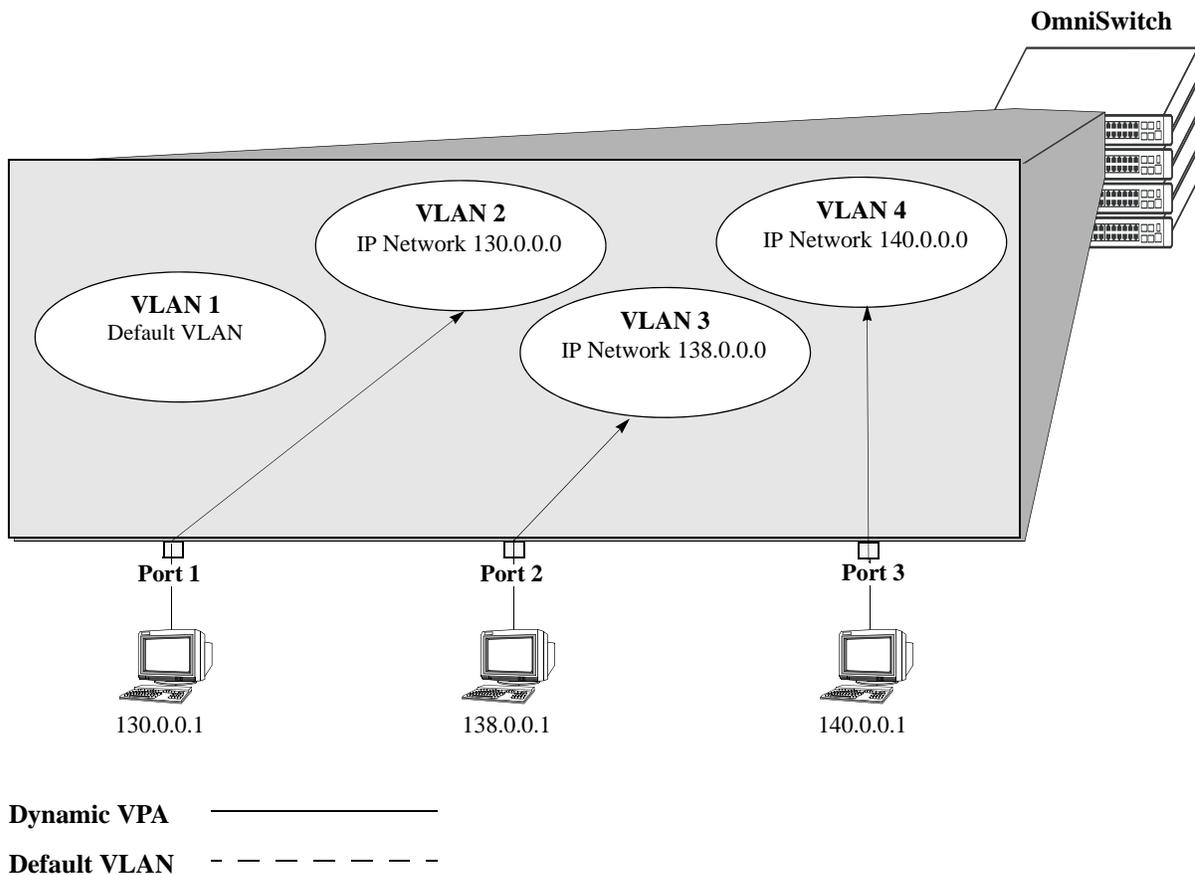 OmniSwitch
VLAN 2
IP Network 130.0.0.0
VLAN 4
IP Network 140.0.0.0
VLAN 1
Default VLAN
VLAN 3
IP Network 138.0.0.0
Port 1
Port 2
Port 3
130.0.0.1
138.0.0.1
140.0.0.1
Dynamic VPA
Default VLAN